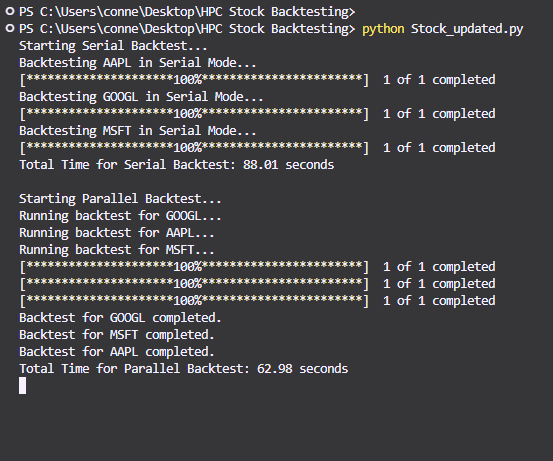 PS C:\Users\conne\Desktop\HPC Stock Backtesting>
PS C:\Users\conne\Desktop\HPC Stock Backtesting> python Stock_updated.py
Starting Serial Backtest...
Backtesting AAPL in Serial Mode...
[*********************100%***********************]  1 of 1 completed
Backtesting GOOGL in Serial Mode...
[*********************100%***********************]  1 of 1 completed
Backtesting MSFT in Serial Mode...
[*********************100%***********************]  1 of 1 completed
Total Time for Serial Backtest: 88.01 seconds

Starting Parallel Backtest...
Running backtest for GOOGL...
Running backtest for AAPL...
Running backtest for MSFT...
[*********************100%***********************]  1 of 1 completed
[*********************100%***********************]  1 of 1 completed
[*********************100%***********************]  1 of 1 completed
Backtest for GOOGL completed.
Backtest for MSFT completed.
Backtest for AAPL completed.
Total Time for Parallel Backtest: 62.98 seconds